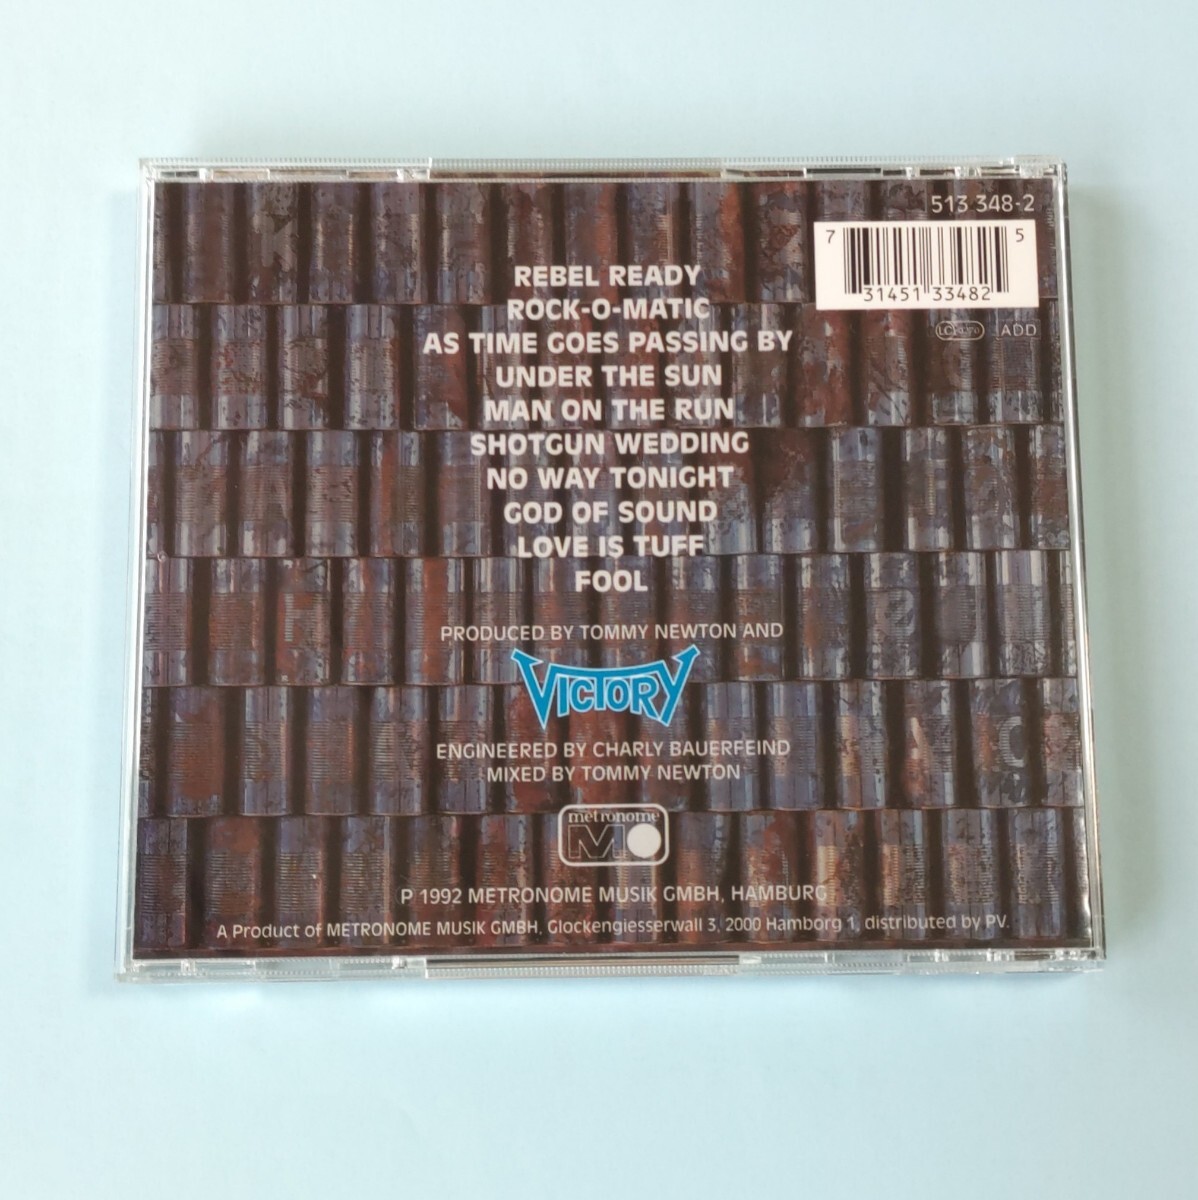 513 348-2
7 31451 33482 5
ADD
REBEL READY
ROCK-O-MATIC
AS TIME GOES PASSING BY
UNDER THE SUN
MAN ON THE RUN
SHOTGUN WEDDING
NO WAY TONIGHT
GOD OF SOUND
LOVE IS TUFF
FOOL
PRODUCED BY TOMMY NEWTON AND
VICTORY
ENGINEERED BY CHARLY BAUERFEIND
MIXED BY TOMMY NEWTON
metronome
MO
P 1992 METRONOME MUSIK GMBH, HAMBURG
A Product of METRONOME MUSIK GMBH, Glockengiesserwall 3, 2000 Hamborg 1, distributed by PV.